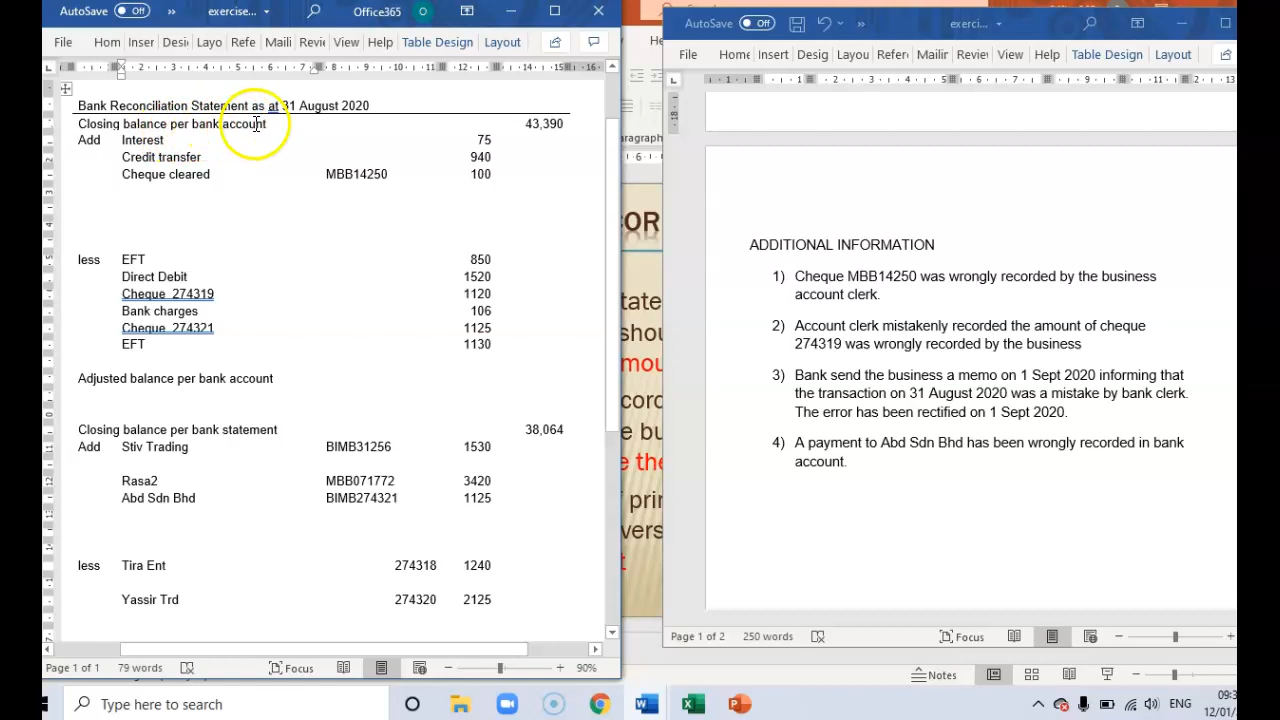 AutoSave Off exercise... Office365
File Hom Inser Desi Layo Refe Maili Revi View Help Table Design Layout
Bank Reconciliation Statement as at 31 August 2020
Closing balance per bank account 43,390
Add Interest 75
Credit transfer 940
Cheque cleared MBB14250 100
less EFT 850
Direct Debit 1520
Cheque 274319 1120
Bank charges 106
Cheque 274321 1125
EFT 1130
Adjusted balance per bank account
Closing balance per bank statement 38,064
Add Stiv Trading BIMB31256 1530
Rasa2 MBB071772 3420
Abd Sdn Bhd BIMB274321 1125
less Tira Ent 274318 1240
Yassir Trd 274320 2125
Page 1 of 1 79 words Focus 90%
AutoSave Off exerci...
File Home Insert Desig Layou Refer Mailir Reviev View Help Table Design Layout
ADDITIONAL INFORMATION
1) Cheque MBB14250 was wrongly recorded by the business
account clerk.
2) Account clerk mistakenly recorded the amount of cheque
274319 was wrongly recorded by the business
3) Bank send the business a memo on 1 Sept 2020 informing that
the transaction on 31 August 2020 was a mistake by bank clerk.
The error has been rectified on 1 Sept 2020.
4) A payment to Abd Sdn Bhd has been wrongly recorded in bank
account.
Page 1 of 2 250 words Focus
Notes
Type here to search
ENG